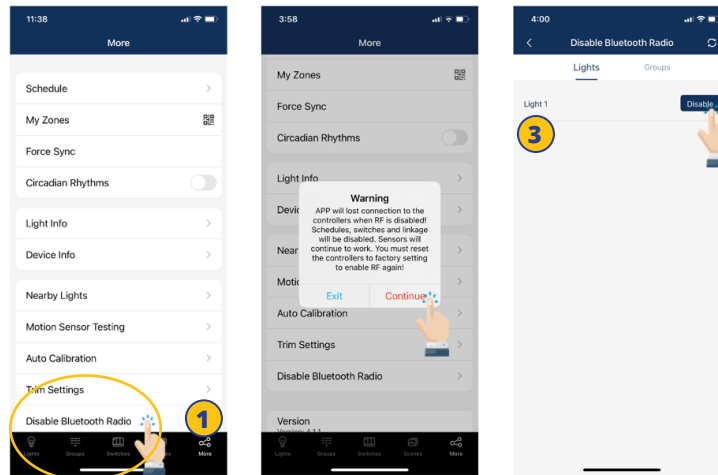 11:38
More
Schedule
My Zones
Force Sync
Circadian Rhythms
Light Info
Device Info
Nearby Lights
Motion Sensor Testing
Auto Calibration
Trim Settings
Disable Bluetooth Radio
1
Lights
Groups
Switches
More
3:58
More
My Zones
Force Sync
Circadian Rhythms
Light Info
Warning
APP will lost connection to the
controllers when RF is disabled!
Schedules, switches and linkage
will be disabled. Sensors will
continue to work. You must reset
the controllers to factory setting
to enable RF again!
Exit
Continue
Auto Calibration
Trim Settings
Disable Bluetooth Radio
Version
Version: 4.1.1
Lights
Groups
Switches
Scenes
More
4:00
Disable Bluetooth Radio
Lights
Groups
Light 1
Disable
3